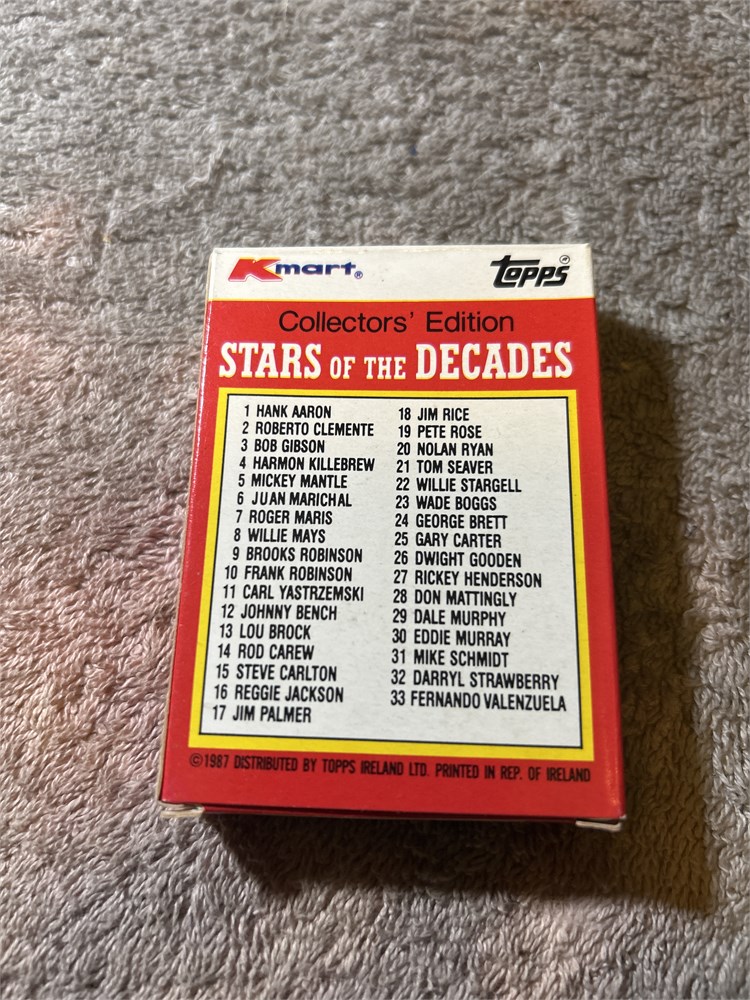 Kmart®
Topps®
Collectors' Edition
STARS OF THE DECADES
1 HANK AARON
2 ROBERTO CLEMENTE
3 BOB GIBSON
4 HARMON KILLEBREW
5 MICKEY MANTLE
6 JUAN MARICHAL
7 ROGER MARIS
8 WILLIE MAYS
9 BROOKS ROBINSON
10 FRANK ROBINSON
11 CARL YASTRZEMSKI
12 JOHNNY BENCH
13 LOU BROCK
14 ROD CAREW
15 STEVE CARLTON
16 REGGIE JACKSON
17 JIM PALMER
18 JIM RICE
19 PETE ROSE
20 NOLAN RYAN
21 TOM SEAVER
22 WILLIE STARGELL
23 WADE BOGGS
24 GEORGE BRETT
25 GARY CARTER
26 DWIGHT GOODEN
27 RICKEY HENDERSON
28 DON MATTINGLY
29 DALE MURPHY
30 EDDIE MURRAY
31 MIKE SCHMIDT
32 DARRYL STRAWBERRY
33 FERNANDO VALENZUELA
©1987 DISTRIBUTED BY TOPPS IRELAND LTD. PRINTED IN REP. OF IRELAND